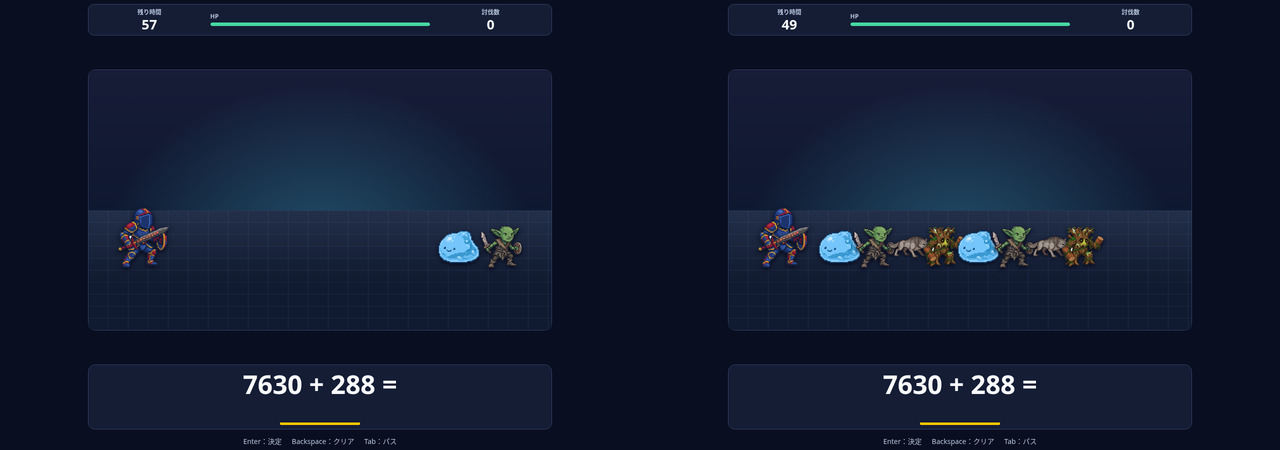 残り時間
57
HP
討伐数
0
7630 + 288 =
Enter：決定 Backspace：クリア Tab：パス
残り時間
49
HP
討伐数
0
7630 + 288 =
Enter：決定 Backspace：クリア Tab：パス